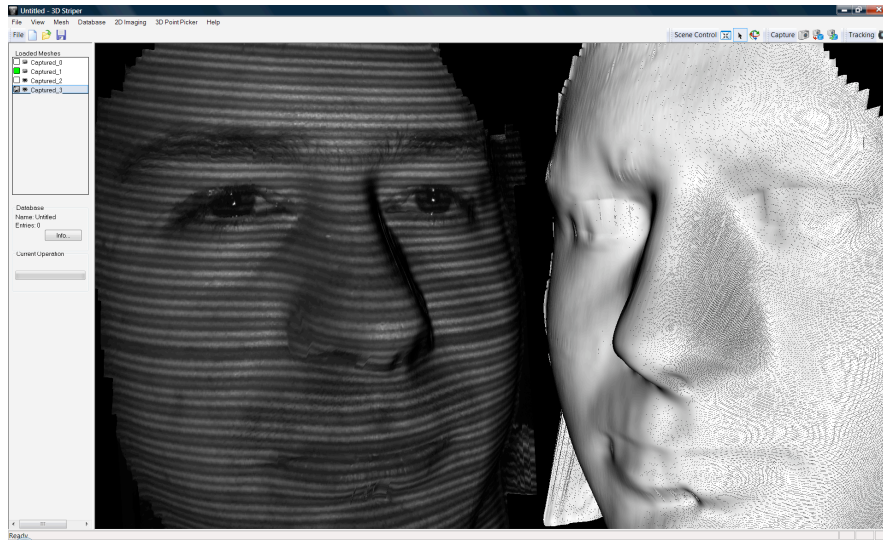 Untitled - 3D Striper
File View Mesh Database 2D Imaging 3D Point Picker Help
File Scene Control Capture Tracking
Loaded Meshes
Captured_0
Captured_1
Captured_2
Captured_3
Database
Name: Untitled
Entries: 0
Info...
Current Operation
Ready..